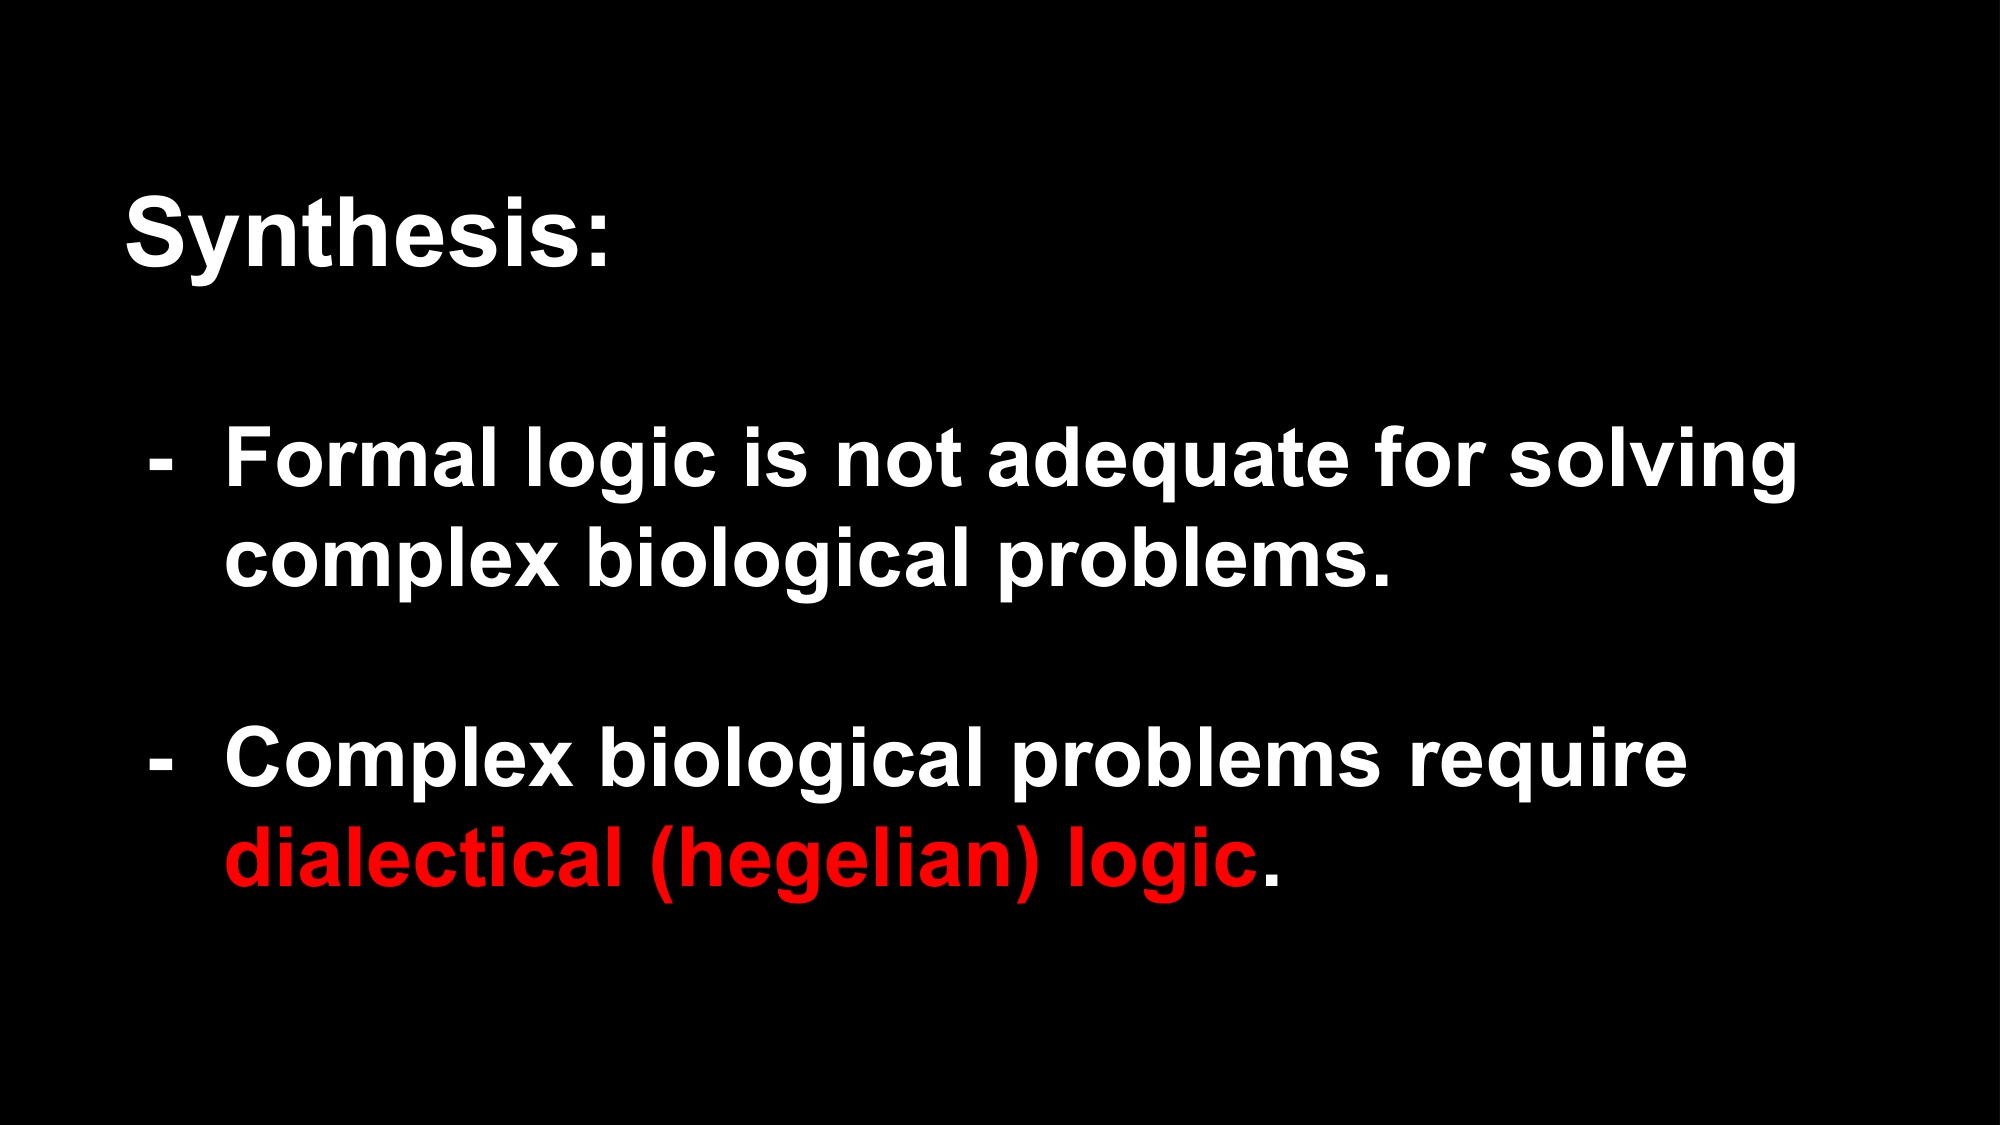 Synthesis:
- Formal logic is not adequate for solving
complex biological problems.
- Complex biological problems require
dialectical (hegelian) logic.